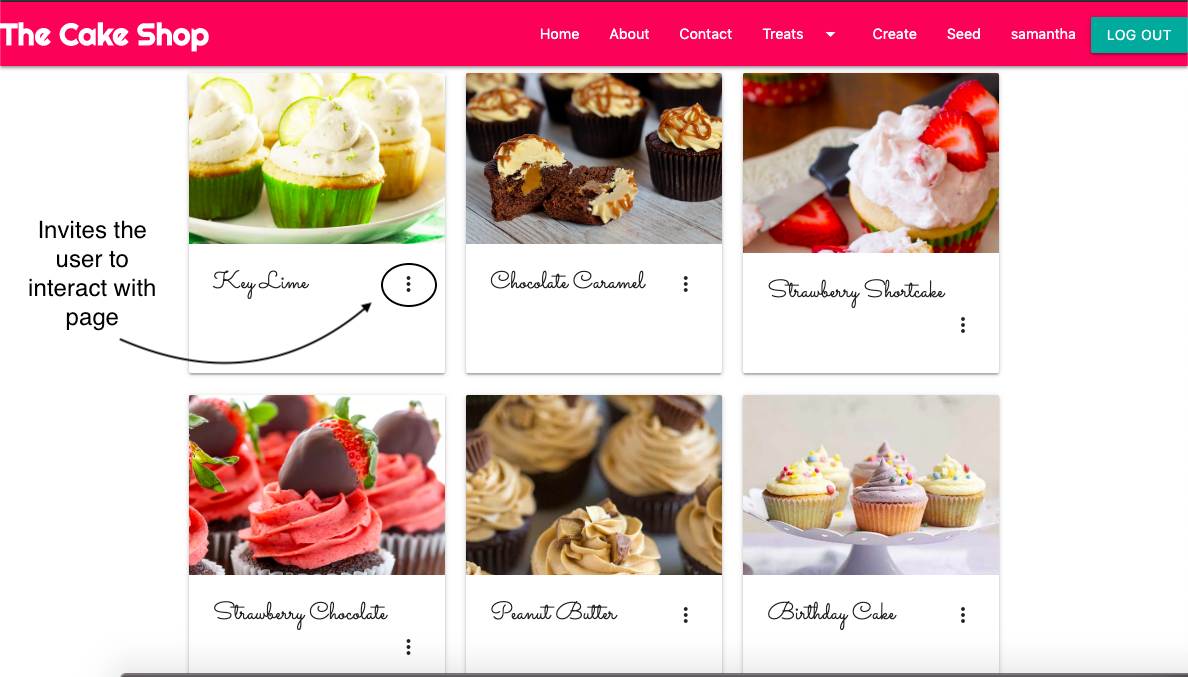 The Cake Shop
Home About Contact Treats Create Seed samantha LOG OUT
Invites the
user to
interact with
page
Key Lime
Chocolate Caramel
Strawberry Shortcake
Strawberry Chocolate
Peanut Butter
Birthday Cake